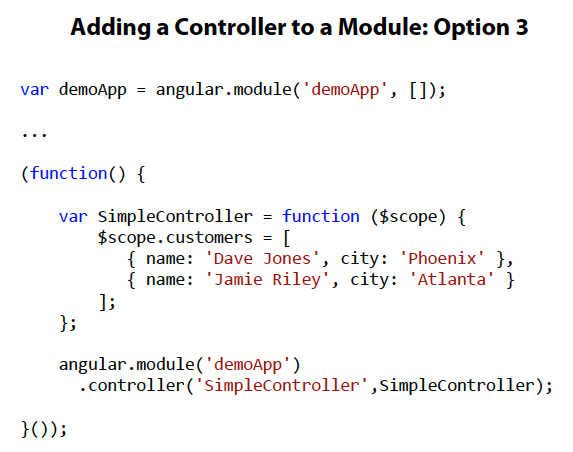 Adding a Controller to a Module: Option 3
var demoApp = angular.module('demoApp', []);
...
(function() {
var SimpleController = function ($scope) {
$scope.customers = [
{ name: 'Dave Jones', city: 'Phoenix' },
{ name: 'Jamie Riley', city: 'Atlanta' }
];
};
angular.module('demoApp')
.controller('SimpleController',SimpleController);
}());